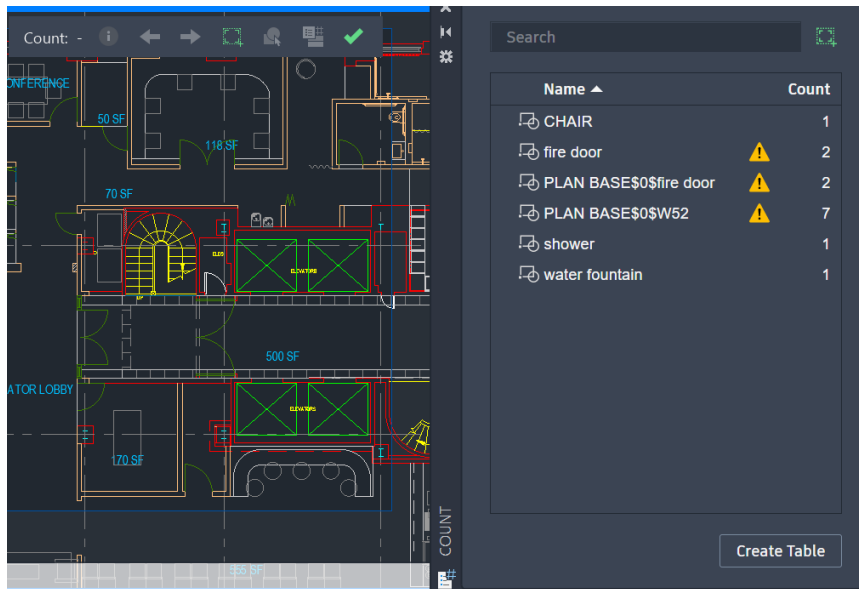 Count: -
CONFERENCE
50 SF
118 SF
70 SF
ELEC
ELEVATORS
UP
500 SF
ATOR LOBBY
ELEVATORS
170 SF
COUNT
Search
Name Count
CHAIR 1
fire door 2
PLAN BASE$0$fire door 2
PLAN BASE$0$W52 7
shower 1
water fountain 1
Create Table